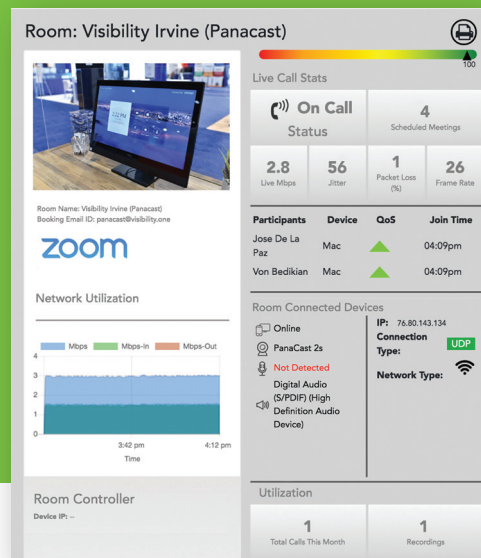 Room: Visibility Irvine (Panacast)
100
2:22 PM
Room Name: Visibility Irvine (Panacast)
Booking Email ID: panacast@visibility.one
zoom
Network Utilization
Mbps Mbps-In Mbps-Out
4
3
2
1
0
3:42 pm 4:12 pm
Time
Room Controller
Device IP: --
Live Call Stats
On Call
Status
4
Scheduled Meetings
2.8
Live Mbps
56
Jitter
1
Packet Loss
(%)
26
Frame Rate
Participants Device QoS Join Time
Jose De La
Paz
Mac 04:09pm
Von Bedikian Mac 04:09pm
Room Connected Devices
Online
PanaCast 2s
Not Detected
Digital Audio
(S/PDIF) (High
Definition Audio
Device)
IP: 76.80.143.134
Connection
Type:
UDP
Network Type:
Utilization
1
Total Calls This Month
1
Recordings